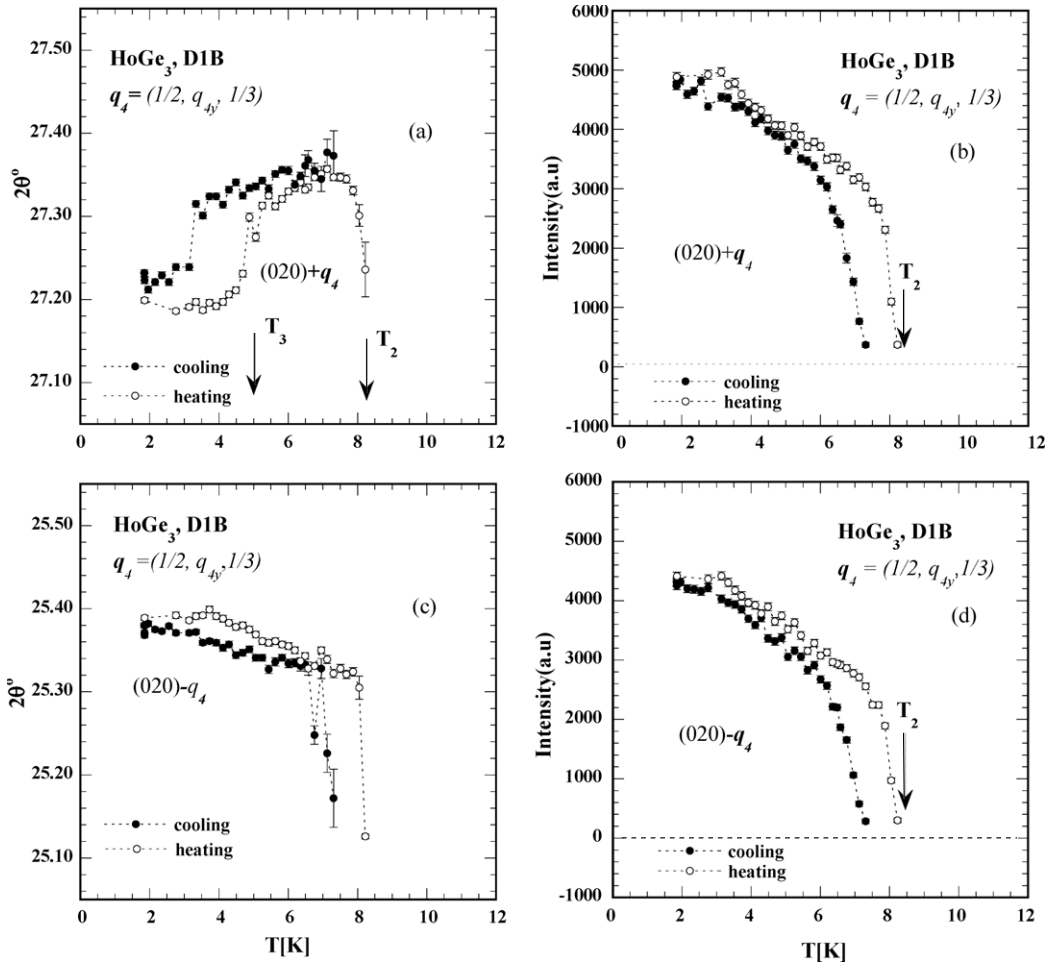 27.50
HoGe3, D1B
q4= (1/2, q4y, 1/3)
27.40
(a)
27.30
2θº
(020)+q4
27.20
T3
T2
27.10
cooling
heating
0 2 4 6 8 10 12
6000
HoGe3, D1B
q4 = (1/2, q4y, 1/3)
5000
(b)
4000
3000
Intensity(a.u)
(020)+q4
2000
T2
1000
0
cooling
heating
-1000
0 2 4 6 8 10 12
25.50
HoGe3, D1B
q4 =(1/2, q4y,1/3)
25.40
(c)
(020)-q4
25.30
2θº
25.20
cooling
heating
25.10
0 2 4 6 8 10 12
T[K]
6000
HoGe3, D1B
q4 = (1/2, q4y,1/3)
5000
(d)
4000
3000
Intensity(a.u)
T2
(020)-q4
2000
1000
0
cooling
heating
-1000
0 2 4 6 8 10 12
T[K]